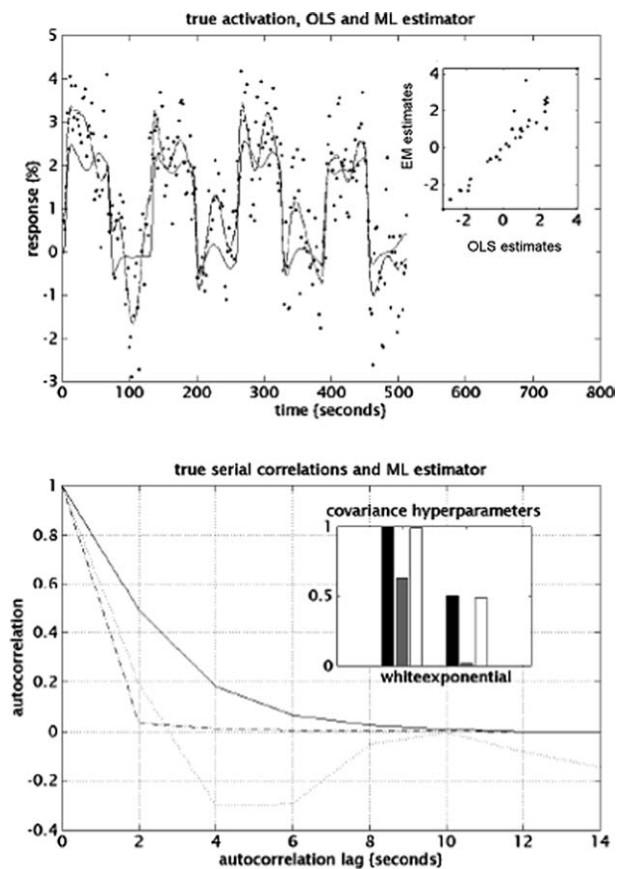 true activation, OLS and ML estimator
response {%}
5
4
3
2
1
0
-1
-2
-3
0 100 200 300 400 500 600 700 800
time {seconds}
EM estimates
4
2
0
-2
-2 0 2 4
OLS estimates
true serial correlations and ML estimator
autocorrelation
1
0.8
0.6
0.4
0.2
0
-0.2
-0.4
0 2 4 6 8 10 12 14
autocorrelation lag {seconds}
covariance hyperparameters
1
0.5
0
whiteexponential